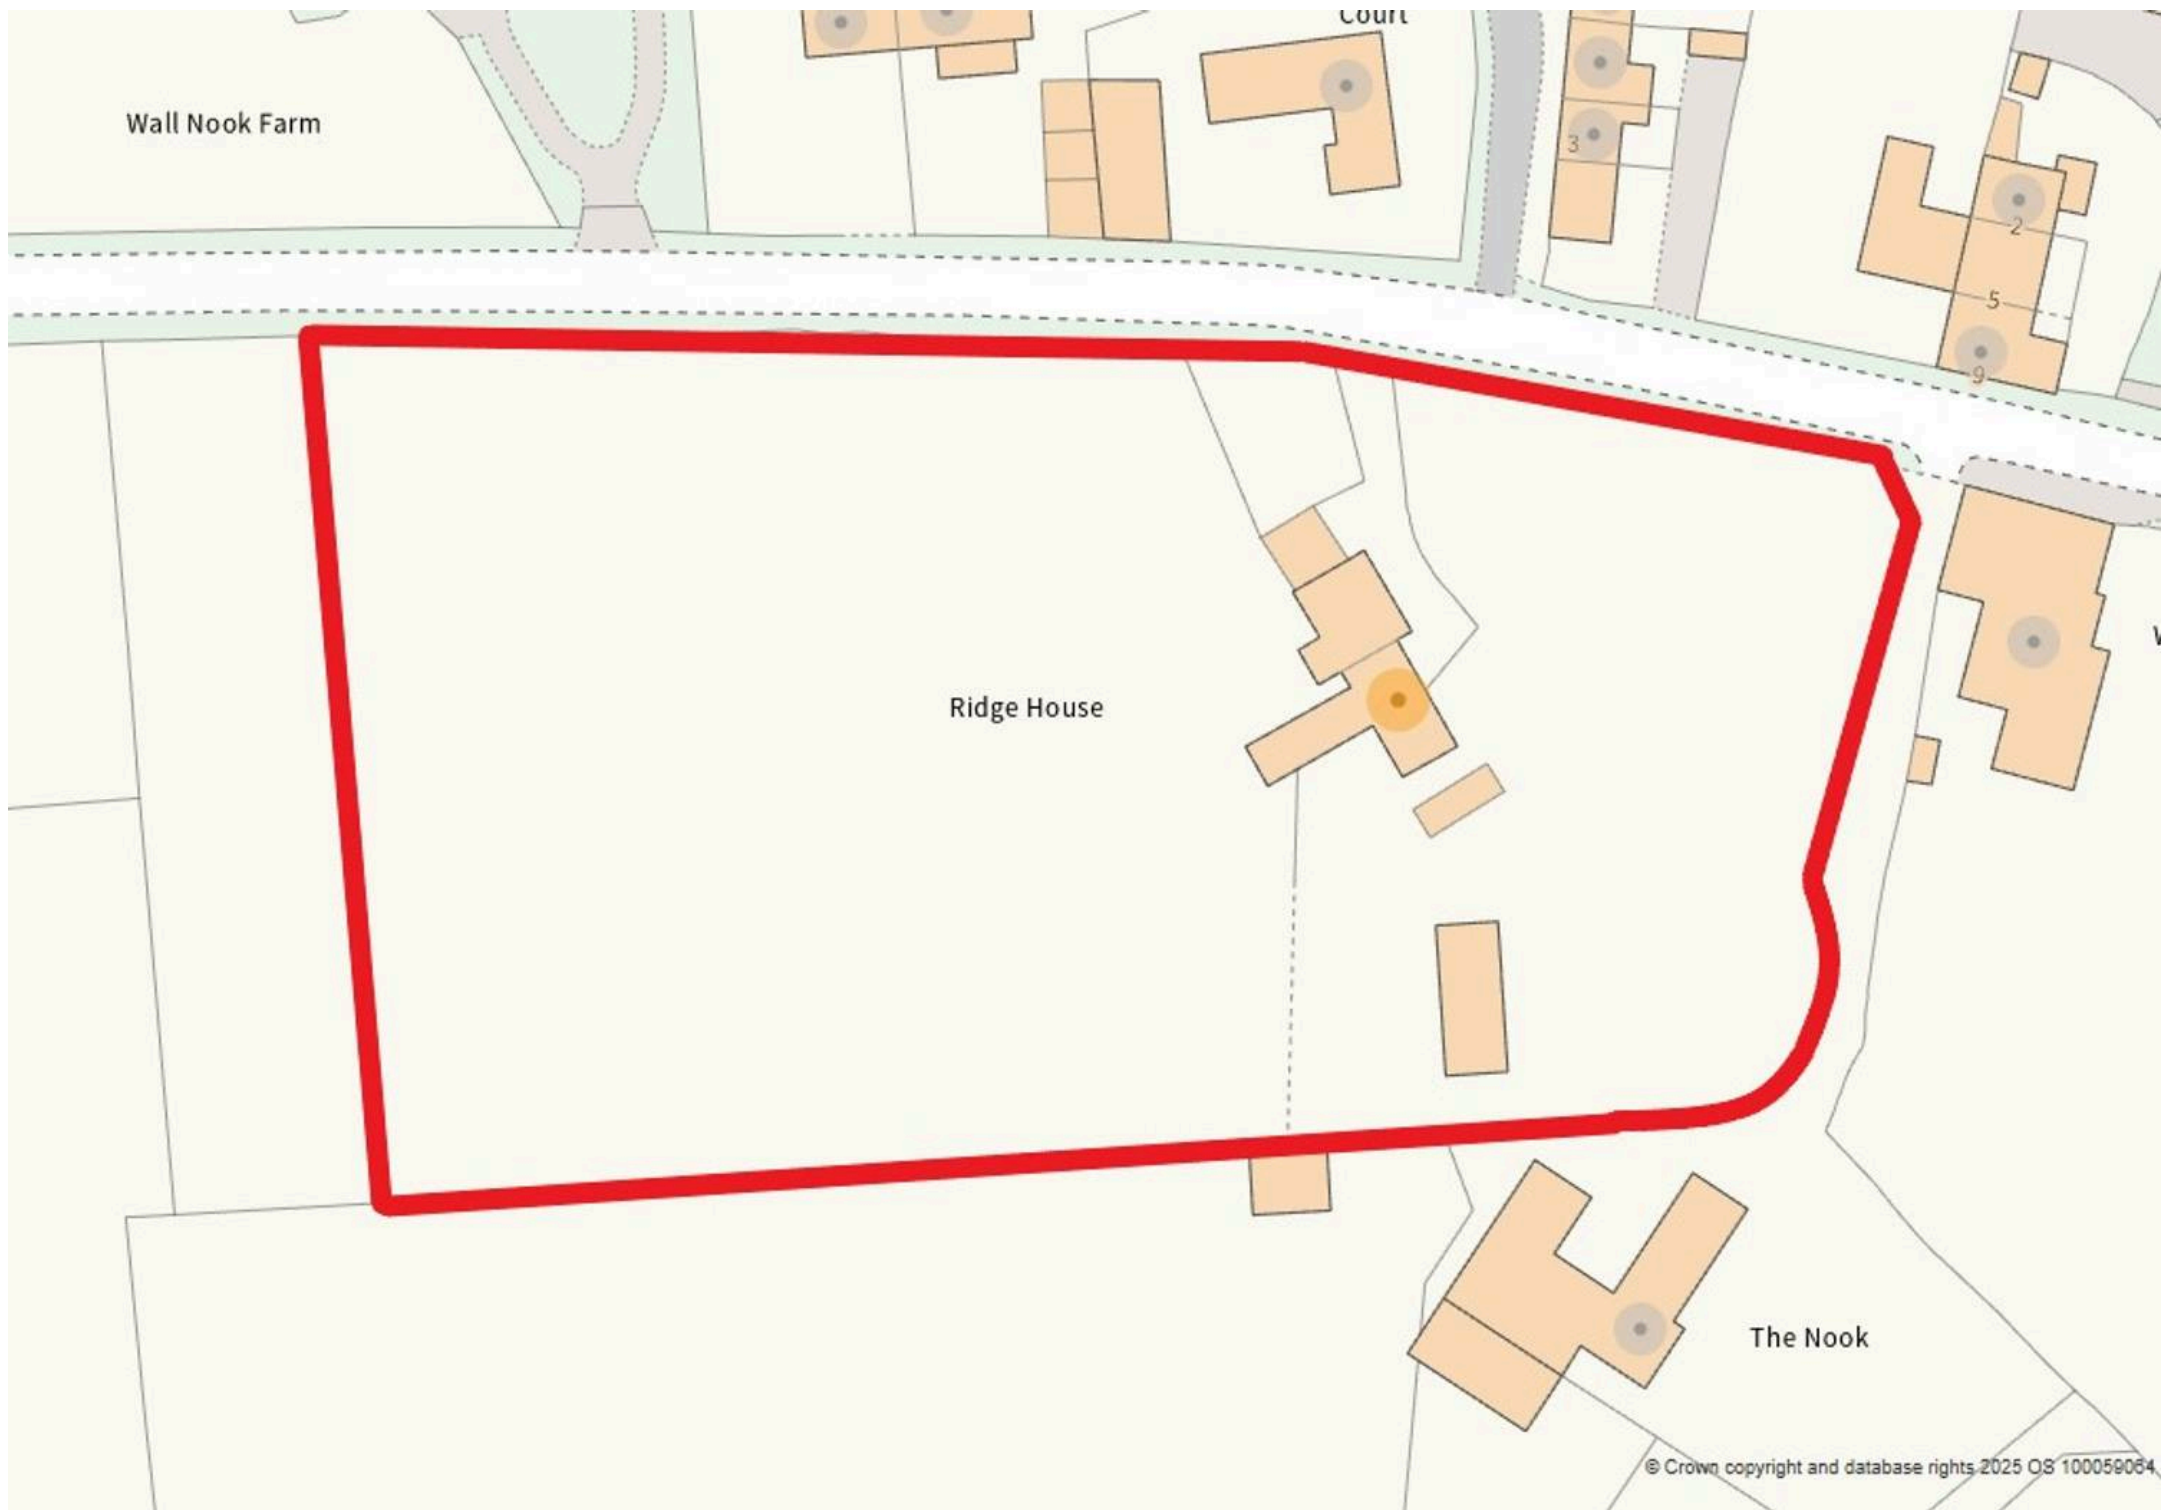 Court
Wall Nook Farm
3
2
5
9
Ridge House
The Nook
© Crown copyright and database rights 2025 OS 100059064